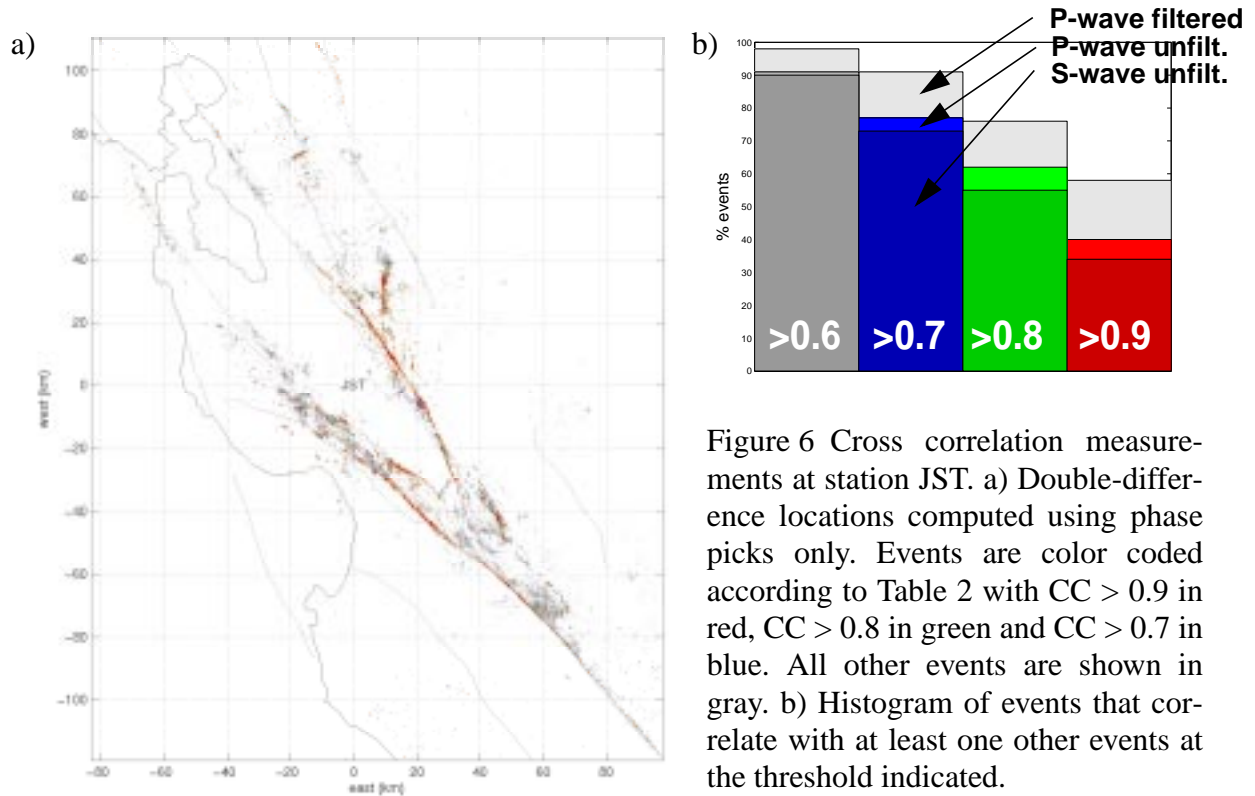 a)
100
80
60
40
20
0
-20
-40
-60
-80
-100
west [km]
JST
-80
-60
-40
-20
0
20
40
60
80
east [km]
b)
P-wave filtered
P-wave unfilt.
S-wave unfilt.
100
90
80
70
60
50
40
30
20
10
0
% events
>0.6
>0.7
>0.8
>0.9
Figure 6 Cross correlation measure-
ments at station JST. a) Double-differ-
ence locations computed using phase
picks only. Events are color coded
according to Table 2 with CC > 0.9 in
red, CC > 0.8 in green and CC > 0.7 in
blue. All other events are shown in
gray. b) Histogram of events that cor-
relate with at least one other events at
the threshold indicated.